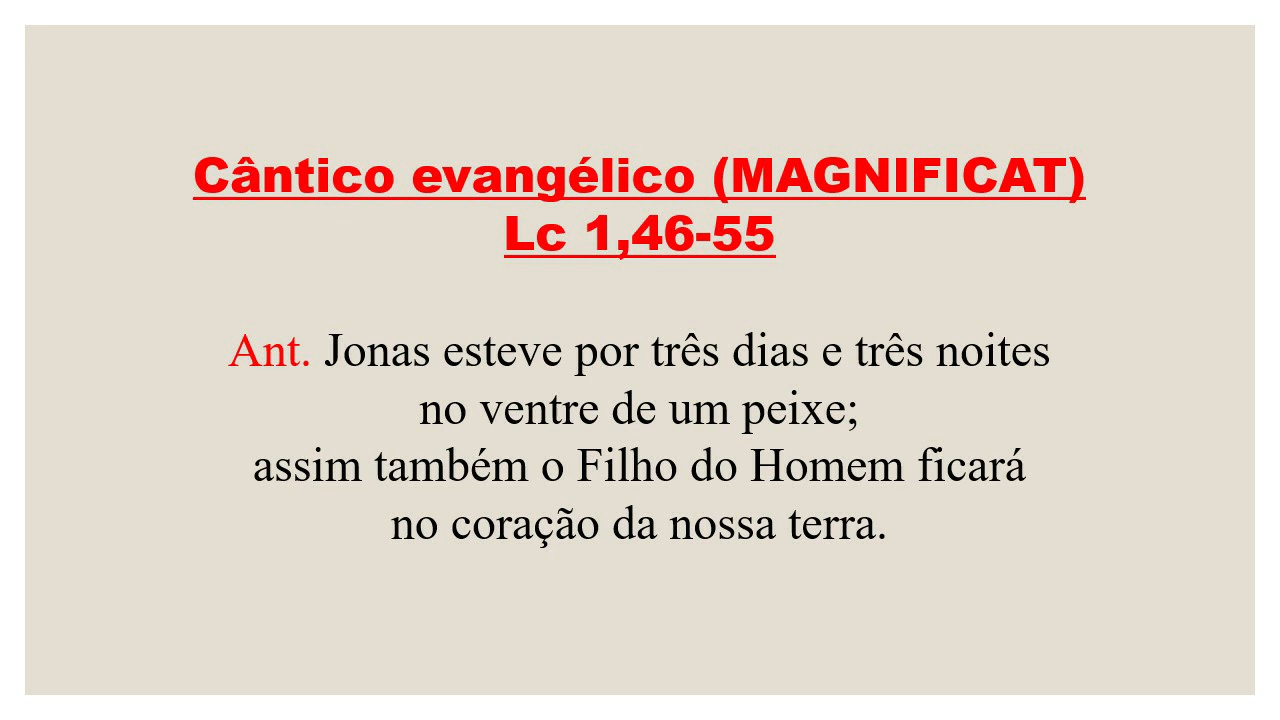 Cântico evangélico (MAGNIFICAT)
Lc 1,46-55
Ant. Jonas esteve por três dias e três noites
no ventre de um peixe;
assim também o Filho do Homem ficará
no coração da nossa terra.